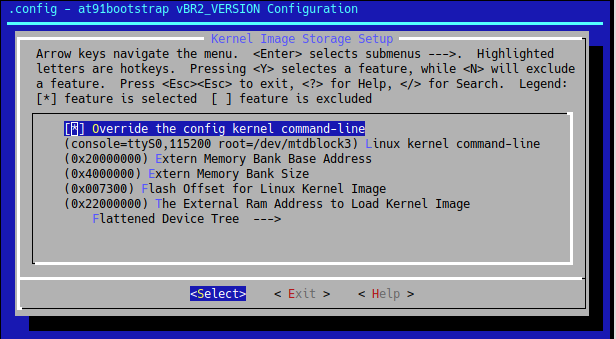 .config - at91bootstrap vBR2_VERSION Configuration
Kernel Image Storage Setup
Arrow keys navigate the menu. <Enter> selects submenus --->. Highlighted
letters are hotkeys. Pressing <Y> selectes a feature, while <N> will exclude
a feature. Press <Esc><Esc> to exit, <?> for Help, </> for Search. Legend:
[*] feature is selected [ ] feature is excluded
[*] Override the config kernel command-line
(console=ttyS0,115200 root=/dev/mtdblock3) Linux kernel command-line
(0x20000000) Extern Memory Bank Base Address
(0x4000000) Extern Memory Bank Size
(0x007300) Flash Offset for Linux Kernel Image
(0x22000000) The External Ram Address to Load Kernel Image
Flattened Device Tree --->
<Select> < Exit > < Help >